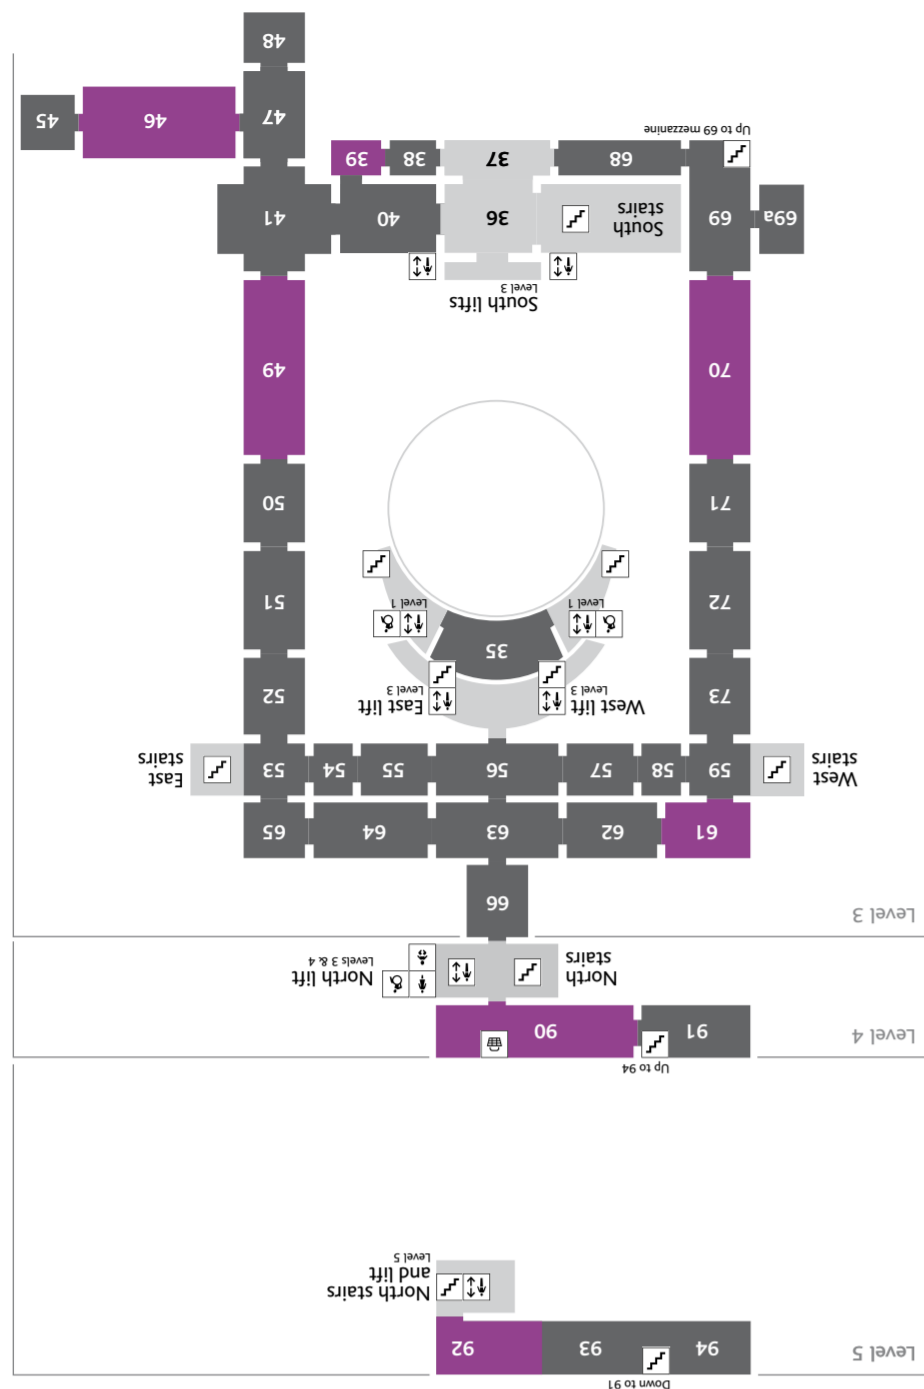 Down to 91
Level 5
94
93
92
North stairs
and lift
Level 5
Up to 94
Level 4
91
90
North
stairs
North lift
Levels 3 & 4
Level 3
66
61
62
63
64
65
West
stairs
59
58
57
56
55
54
53
East
stairs
73
West lift
Level 3
East lift
Level 3
52
35
72
Level 1
Level 1
51
71
50
70
49
South lifts
Level 3
69a
69
South
stairs
36
40
41
68
37
38
39
Up to 69 mezzanine
47
46
45
48